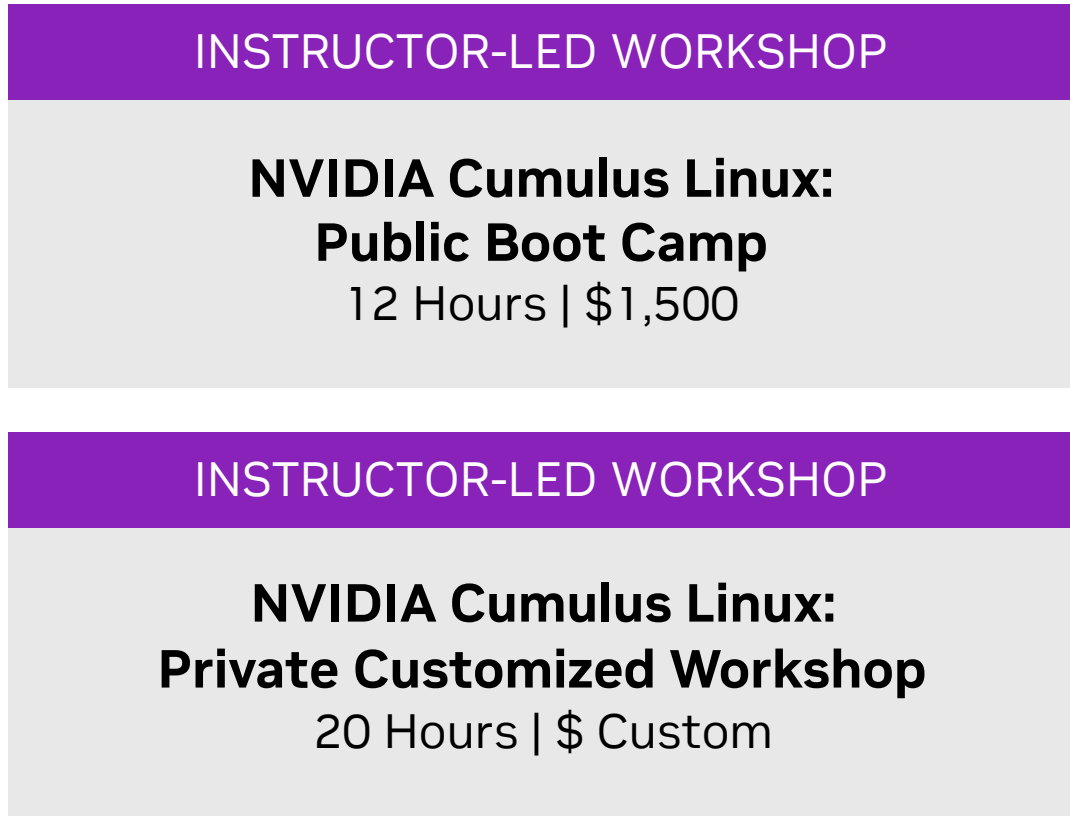 INSTRUCTOR-LED WORKSHOP
NVIDIA Cumulus Linux:
Public Boot Camp
12 Hours | $1,500
INSTRUCTOR-LED WORKSHOP
NVIDIA Cumulus Linux:
Private Customized Workshop
20 Hours | $ Custom